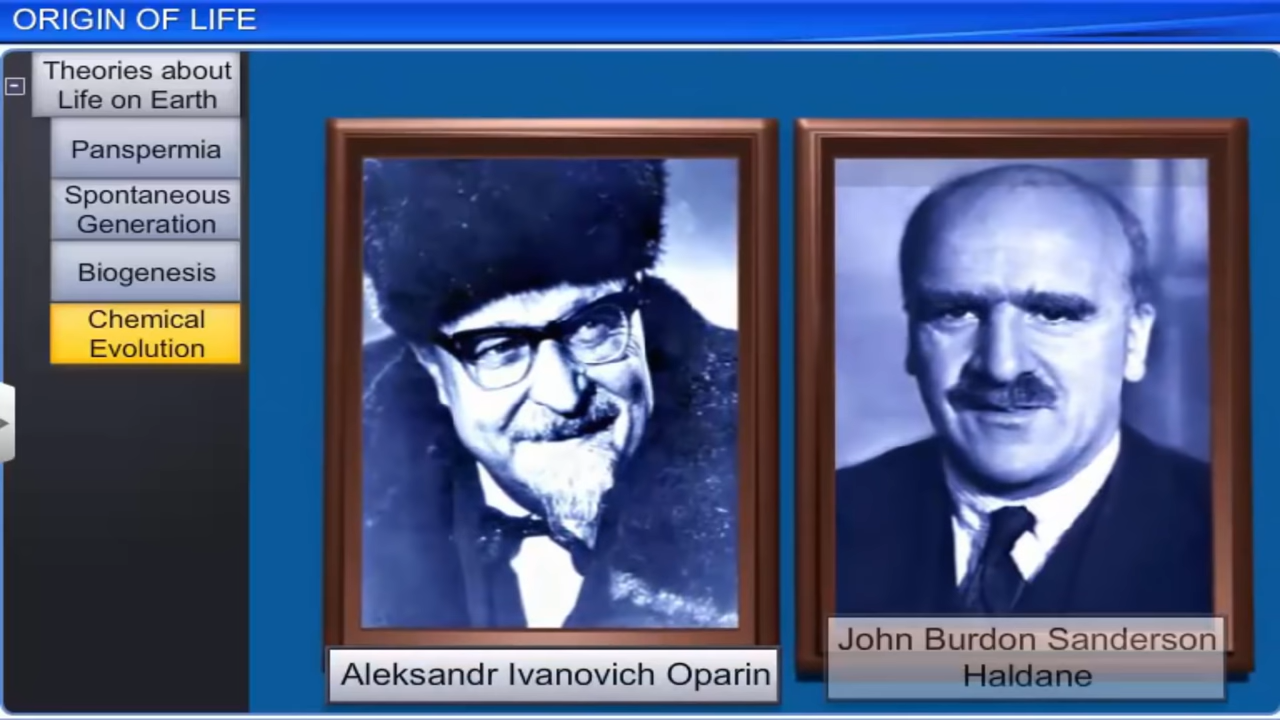 ORIGIN OF LIFE
Theories about
Life on Earth
Panspermia
Spontaneous
Generation
Biogenesis
Chemical
Evolution
Aleksandr Ivanovich Oparin
John Burdon Sanderson
Haldane